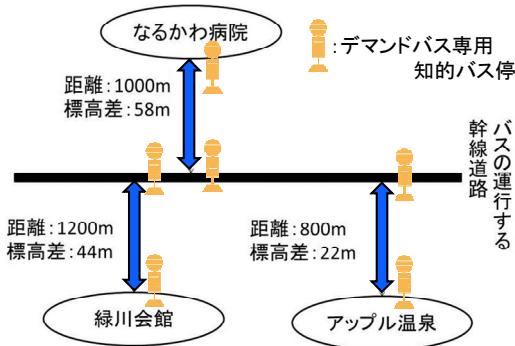 なるかわ病院
:デマンドバス専用
知的バス停
距離:1000m
標高差:58m
バスの運行する
幹線道路
距離:1200m
標高差:44m
距離:800m
標高差:22m
緑川会館
アップル温泉